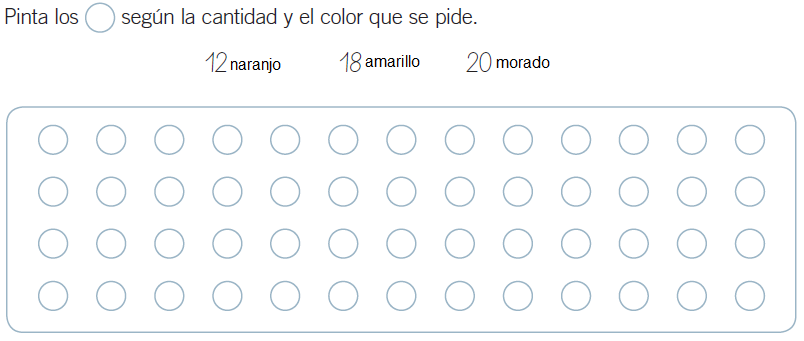 Pinta los según la cantidad y el color que se pide.
12 naranjo 18 amarillo 20 morado